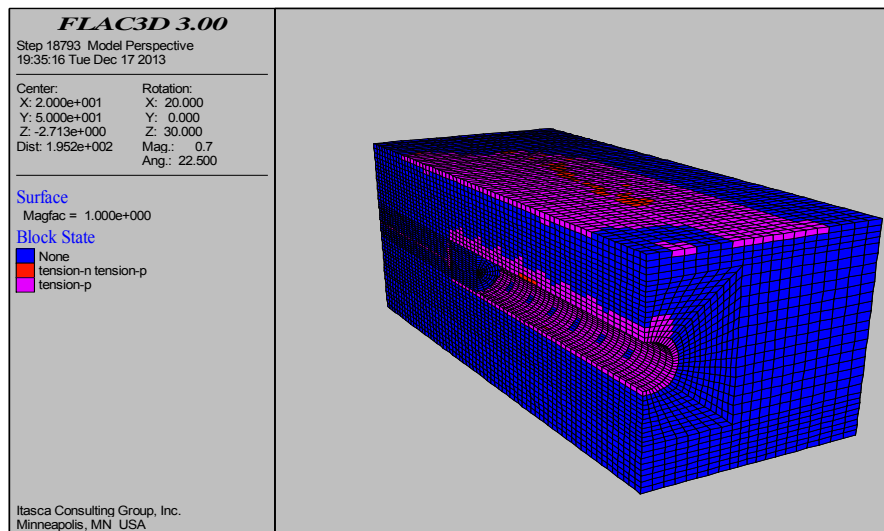 FLAC3D 3.00
Step 18793 Model Perspective
19:35:16 Tue Dec 17 2013
Center: Rotation:
X: 2.000e+001 X: 20.000
Y: 5.000e+001 Y: 0.000
Z: -2.713e+000 Z: 30.000
Dist: 1.952e+002 Mag.: 0.7
Ang.: 22.500
Surface
Magfac = 1.000e+000
Block State
None
tension-n tension-p
tension-p
Itasca Consulting Group, Inc.
Minneapolis, MN USA